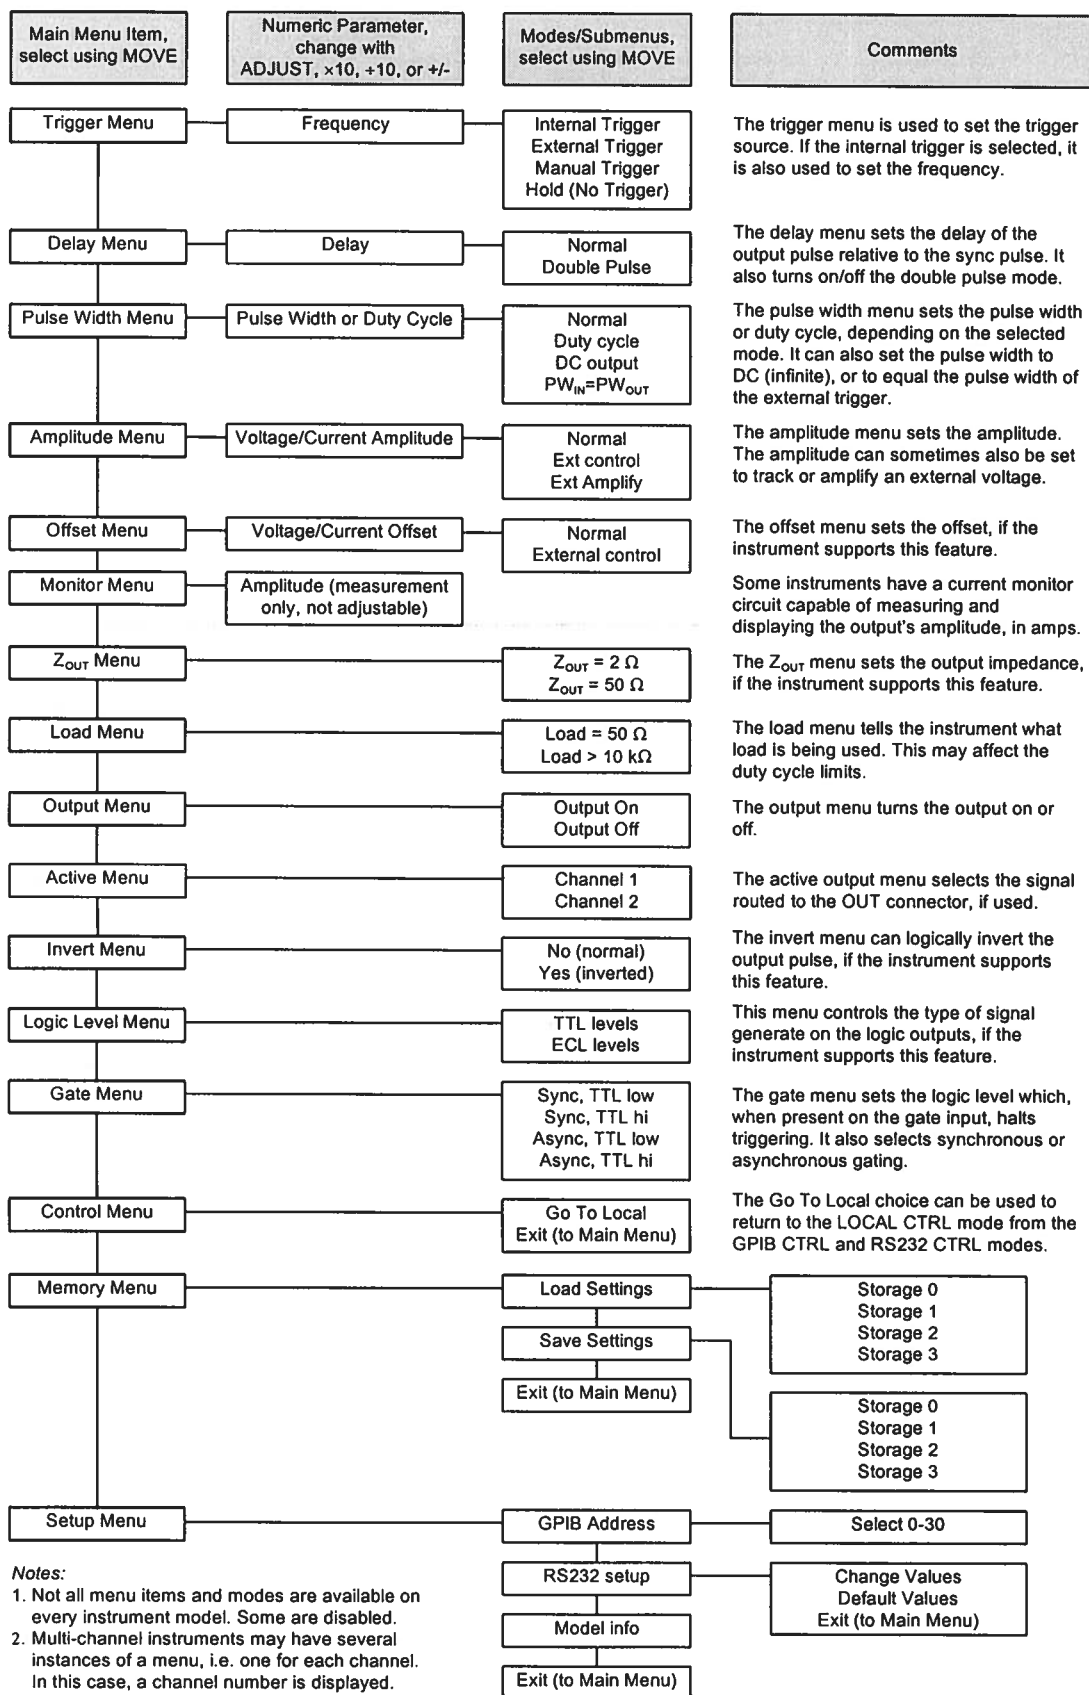 Main Menu Item,
select using MOVE
Numeric Parameter,
change with
ADJUST, ×10, +10, or +/-
Modes/Submenus,
select using MOVE
Comments
Trigger Menu
Frequency
Internal Trigger
External Trigger
Manual Trigger
Hold (No Trigger)
The trigger menu is used to set the trigger
source. If the internal trigger is selected, it
is also used to set the frequency.
Delay Menu
Delay
Normal
Double Pulse
The delay menu sets the delay of the
output pulse relative to the sync pulse. It
also turns on/off the double pulse mode.
Pulse Width Menu
Pulse Width or Duty Cycle
Normal
Duty cycle
DC output
PW_IN=PW_OUT
The pulse width menu sets the pulse width
or duty cycle, depending on the selected
mode. It can also set the pulse width to
DC (infinite), or to equal the pulse width of
the external trigger.
Amplitude Menu
Voltage/Current Amplitude
Normal
Ext control
Ext Amplify
The amplitude menu sets the amplitude.
The amplitude can sometimes also be set
to track or amplify an external voltage.
Offset Menu
Voltage/Current Offset
Normal
External control
The offset menu sets the offset, if the
instrument supports this feature.
Monitor Menu
Amplitude (measurement
only, not adjustable)
Some instruments have a current monitor
circuit capable of measuring and
displaying the output's amplitude, in amps.
Z_OUT Menu
Z_OUT = 2 Ω
Z_OUT = 50 Ω
The Z_OUT menu sets the output impedance,
if the instrument supports this feature.
Load Menu
Load = 50 Ω
Load > 10 kΩ
The load menu tells the instrument what
load is being used. This may affect the
duty cycle limits.
Output Menu
Output On
Output Off
The output menu turns the output on or
off.
Active Menu
Channel 1
Channel 2
The active output menu selects the signal
routed to the OUT connector, if used.
Invert Menu
No (normal)
Yes (inverted)
The invert menu can logically invert the
output pulse, if the instrument supports
this feature.
Logic Level Menu
TTL levels
ECL levels
This menu controls the type of signal
generate on the logic outputs, if the
instrument supports this feature.
Gate Menu
Sync, TTL low
Sync, TTL hi
Async, TTL low
Async, TTL hi
The gate menu sets the logic level which,
when present on the gate input, halts
triggering. It also selects synchronous or
asynchronous gating.
Control Menu
Go To Local
Exit (to Main Menu)
The Go To Local choice can be used to
return to the LOCAL CTRL mode from the
GPIB CTRL and RS232 CTRL modes.
Memory Menu
Load Settings
Storage 0
Storage 1
Storage 2
Storage 3
Save Settings
Exit (to Main Menu)
Storage 0
Storage 1
Storage 2
Storage 3
Setup Menu
GPIB Address
Select 0-30
RS232 setup
Change Values
Default Values
Exit (to Main Menu)
Model info
Exit (to Main Menu)
Notes:
1. Not all menu items and modes are available on
every instrument model. Some are disabled.
2. Multi-channel instruments may have several
instances of a menu, i.e. one for each channel.
In this case, a channel number is displayed.